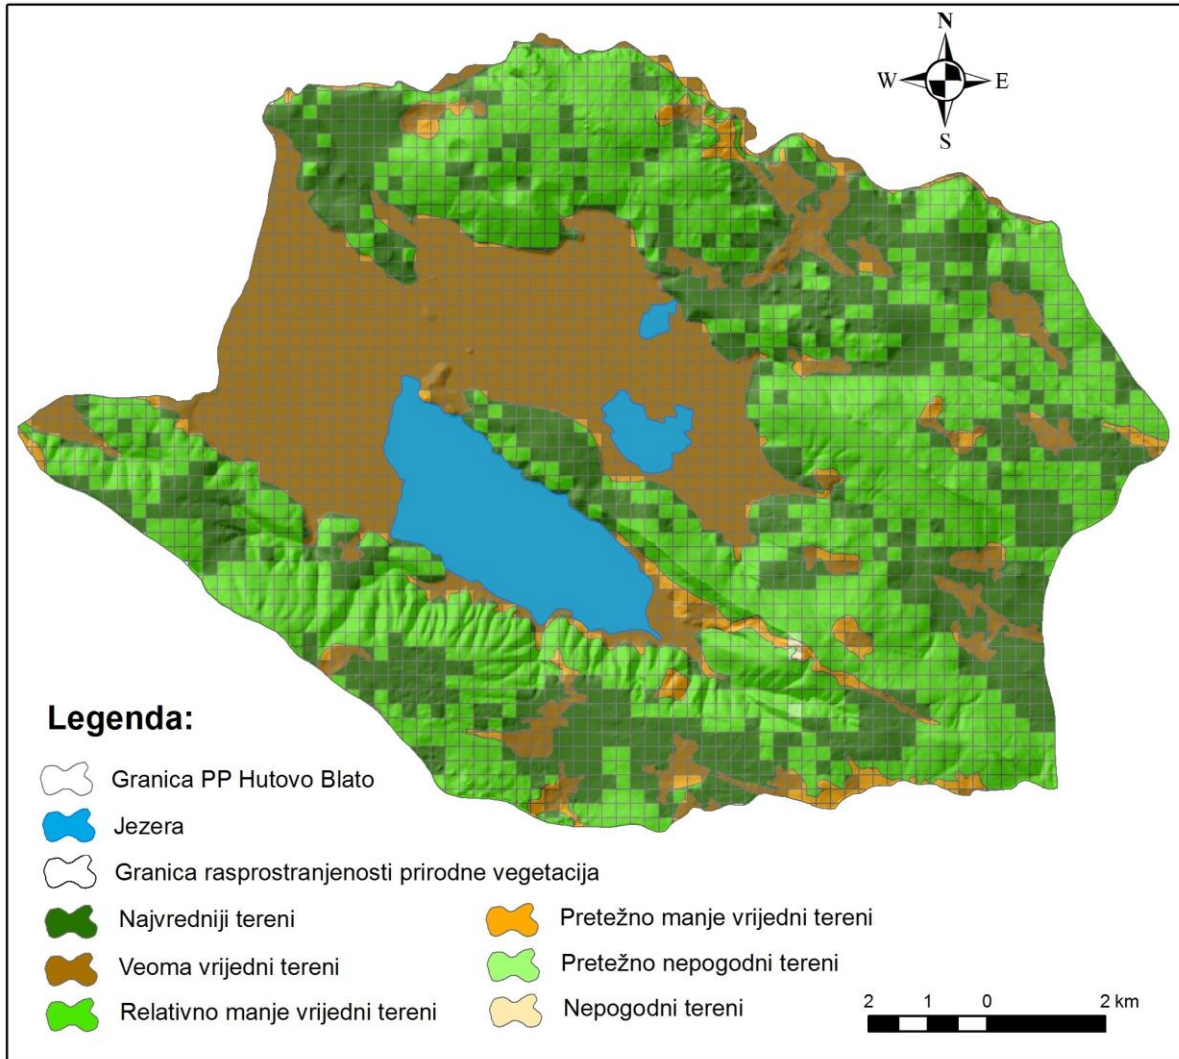 N
W E
S
Legenda:
Granica PP Hutovo Blato
Jezera
Granica rasprostranjenosti prirodne vegetacija
Najvredniji tereni
Veoma vrijedni tereni
Relativno manje vrijedni tereni
Pretežno manje vrijedni tereni
Pretežno nepogodni tereni
Nepogodni tereni
2 1 0 2 km